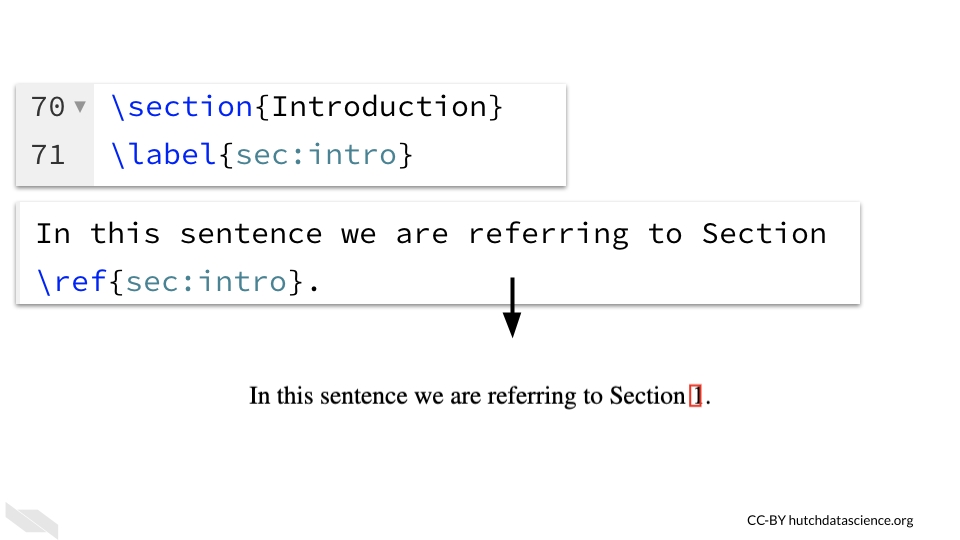 70 \section{Introduction}
71 \label{sec:intro}
In this sentence we are referring to Section
\ref{sec:intro}.
In this sentence we are referring to Section 1.
CC-BY hutchdatascience.org